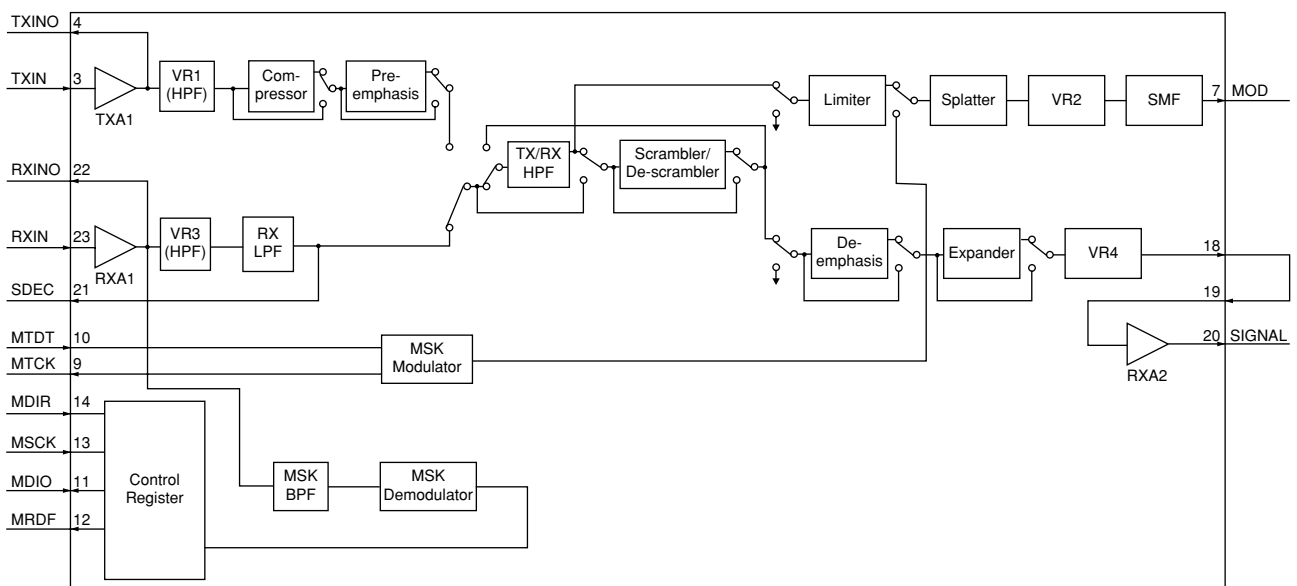 TXINO 4
TXIN 3
TXA1
VR1
(HPF)
Com-
pressor
Pre-
emphasis
Limiter
Splatter
VR2
SMF
7 MOD
TX/RX
HPF
Scrambler/
De-scrambler
RXINO 22
RXIN 23
RXA1
VR3
(HPF)
RX
LPF
SDEC 21
De-
emphasis
Expander
VR4
18
19
20 SIGNAL
RXA2
MTDT 10
MTCK 9
MSK
Modulator
MDIR 14
MSCK 13
MDIO 11
MRDF 12
Control
Register
MSK
BPF
MSK
Demodulator